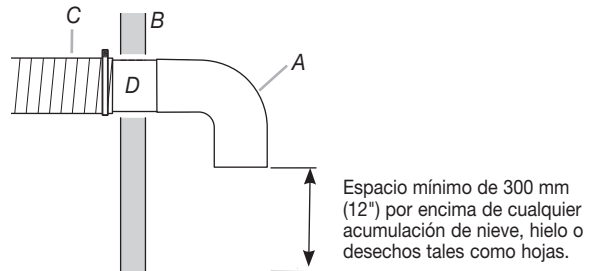 C
B
A
D
Espacio mínimo de 300 mm
(12") por encima de cualquier
acumulación de nieve, hielo o
desechos tales como hojas.